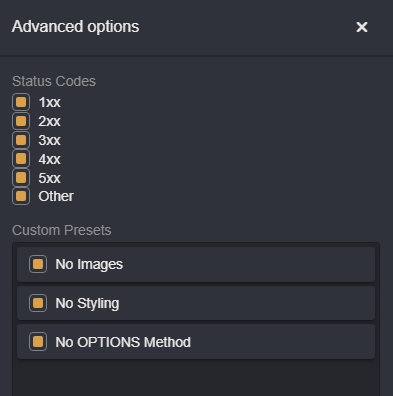 Advanced options
Status Codes
1xx
2xx
3xx
4xx
5xx
Other
Custom Presets
No Images
No Styling
No OPTIONS Method